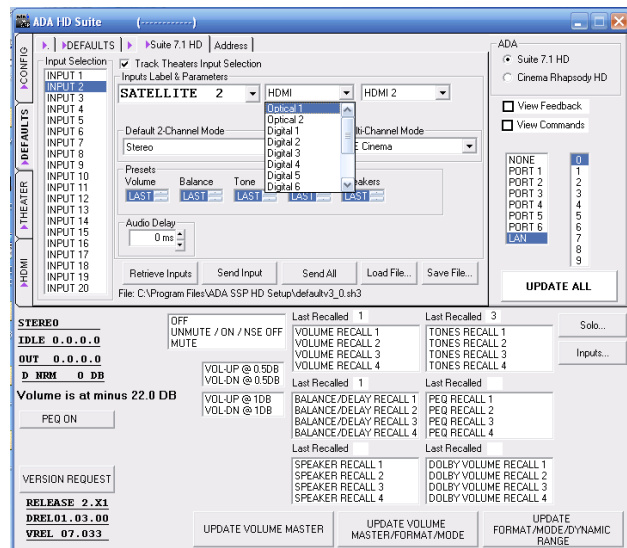 ADA HD Suite (------------)
CONFIG
DEFAULTS
THEATER
HDMI
DEFAULTS
Suite 7.1 HD
Address
Input Selection
INPUT 1
INPUT 2
INPUT 3
INPUT 4
INPUT 5
INPUT 6
INPUT 7
INPUT 8
INPUT 9
INPUT 10
INPUT 11
INPUT 12
INPUT 13
INPUT 14
INPUT 15
INPUT 16
INPUT 17
INPUT 18
INPUT 19
INPUT 20
Track Theaters Input Selection
Inputs Label & Parameters
SATELLITE 2
HDMI
HDMI 2
Optical 1
Optical 2
Digital 1
Digital 2
Digital 3
Digital 4
Digital 5
Digital 6
Default 2-Channel Mode
Stereo
lti-Channel Mode
E Cinema
Presets
Volume Balance Tone eakers
LAST LAST LAST LAST LAST
Audio Delay
0 ms
Retrieve Inputs Send Input Send All Load File... Save File...
File: C:\Program Files\ADA SSP HD Setup\defaultv3_0.sh3
ADA
Suite 7.1 HD
Cinema Rhapsody HD
View Feedback
View Commands
NONE
PORT 1
PORT 2
PORT 3
PORT 4
PORT 5
PORT 6
LAN
0
1
2
3
4
5
6
7
8
9
UPDATE ALL
STEREO
IDLE 0.0.0.0
OUT 0.0.0.0
D NRM 0 DB
Volume is at minus 22.0 DB
PEQ ON
VERSION REQUEST
RELEASE 2.X1
DREL01.03.00
VREL 07.033
OFF
UNMUTE / ON / NSE OFF
MUTE
VOL-UP @ 0.5DB
VOL-DN @ 0.5DB
VOL-UP @ 1DB
VOL-DN @ 1DB
Last Recalled 1
VOLUME RECALL 1
VOLUME RECALL 2
VOLUME RECALL 3
VOLUME RECALL 4
Last Recalled 3
TONES RECALL 1
TONES RECALL 2
TONES RECALL 3
TONES RECALL 4
Last Recalled 1
BALANCE/DELAY RECALL 1
BALANCE/DELAY RECALL 2
BALANCE/DELAY RECALL 3
BALANCE/DELAY RECALL 4
Last Recalled
PEQ RECALL 1
PEQ RECALL 2
PEQ RECALL 3
PEQ RECALL 4
Last Recalled
SPEAKER RECALL 1
SPEAKER RECALL 2
SPEAKER RECALL 3
SPEAKER RECALL 4
Last Recalled
DOLBY VOLUME RECALL 1
DOLBY VOLUME RECALL 2
DOLBY VOLUME RECALL 3
DOLBY VOLUME RECALL 4
Solo...
Inputs...
UPDATE VOLUME MASTER
UPDATE VOLUME
MASTER/FORMAT/MODE
UPDATE
FORMAT/MODE/DYNAMIC
RANGE